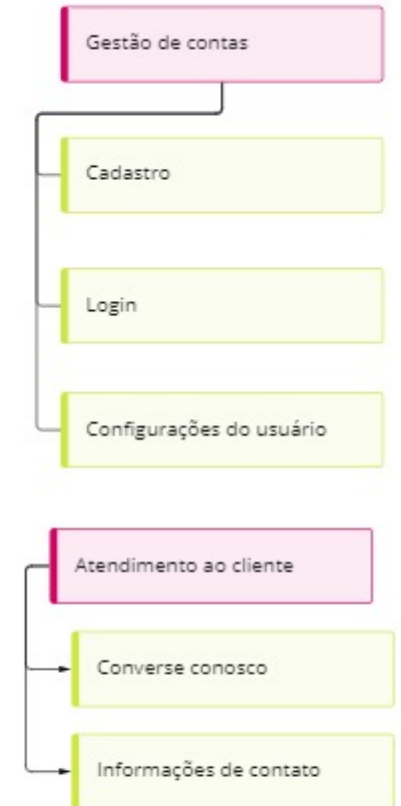 Gestão de contas
Cadastro
Login
Configurações do usuário
Atendimento ao cliente
Converse conosco
Informações de contato